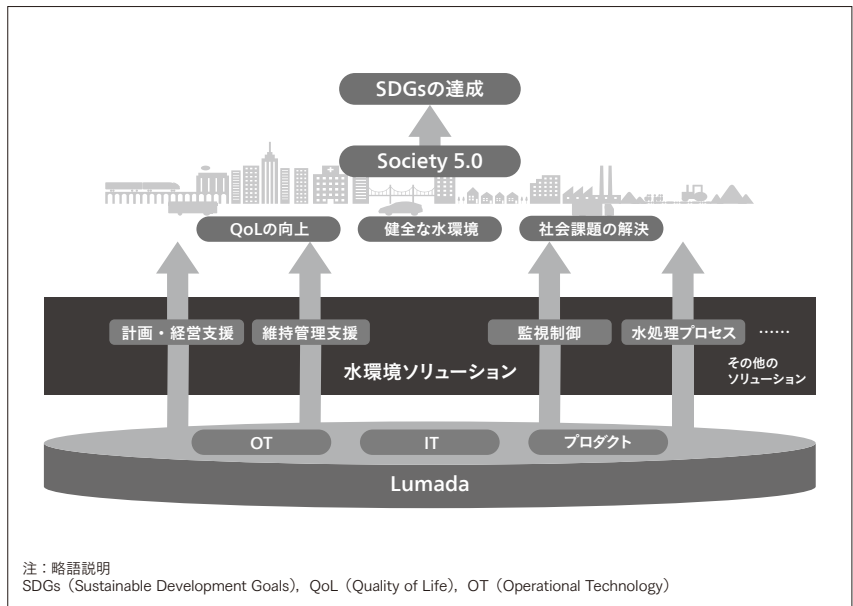 SDGsの達成
Society 5.0
QoLの向上
健全な水環境
社会課題の解決
計画・経営支援
維持管理支援
監視制御
水処理プロセス
……
水環境ソリューション
その他の
ソリューション
OT
IT
プロダクト
Lumada
注：略語説明
SDGs（Sustainable Development Goals），QoL（Quality of Life），OT（Operational Technology）